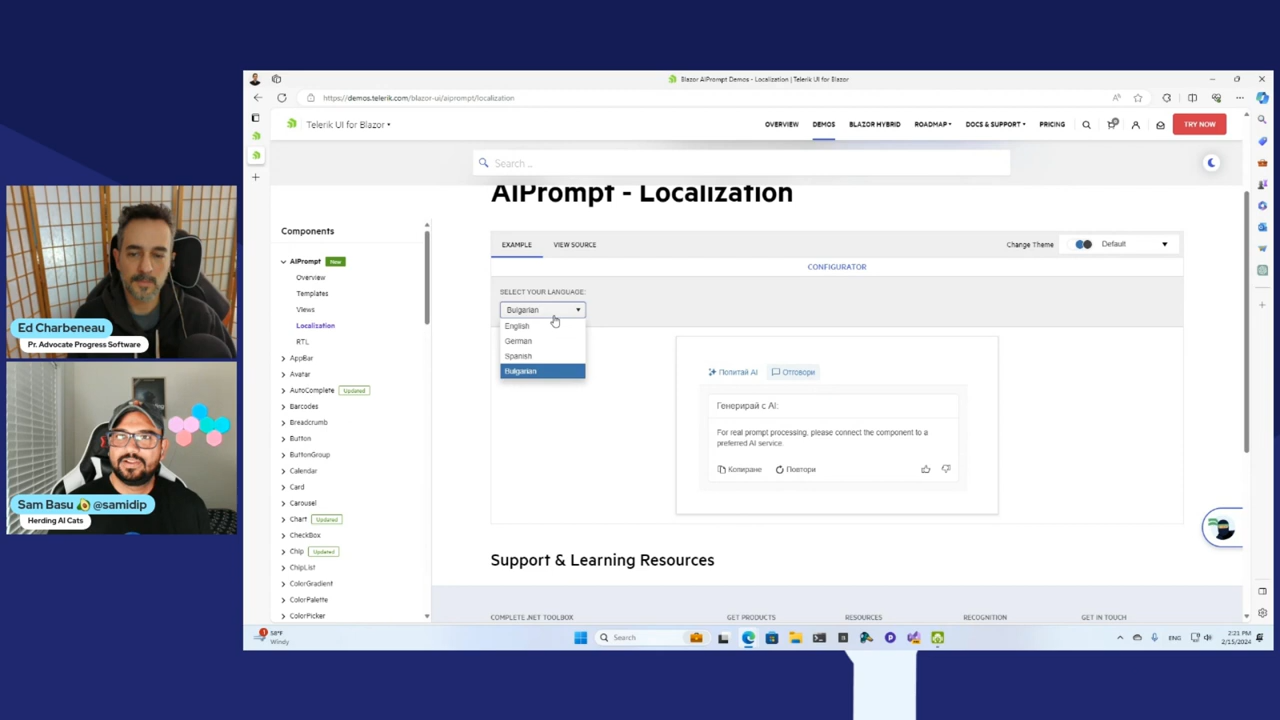 Ed Charbeneau
Pr. Advocate Progress Software
Sam Basu 🥑 @samidip
Herding AI Cats
Blazor AIPrompt Demos - Localization | Telerik UI for Blazor
https://demos.telerik.com/blazor-ui/aiprompt/localization
Telerik UI for Blazor
OVERVIEW
DEMOS
BLAZOR HYBRID
ROADMAP
DOCS & SUPPORT
PRICING
TRY NOW
Search ...
AIPrompt - Localization
Components
AIPrompt New
Overview
Templates
Views
Localization
RTL
AppBar
Avatar
AutoComplete Updated
Barcodes
Breadcrumb
Button
ButtonGroup
Calendar
Card
Carousel
Chart Updated
CheckBox
Chip Updated
ChipList
ColorGradient
ColorPalette
ColorPicker
EXAMPLE
VIEW SOURCE
Change Theme
Default
CONFIGURATOR
SELECT YOUR LANGUAGE:
Bulgarian
English
German
Spanish
Bulgarian
Попитай AI
Отговори
Генерирай с AI:
For real prompt processing, please connect the component to a
preferred AI service.
Копиране
Повтори
Support & Learning Resources
COMPLETE .NET TOOLBOX
GET PRODUCTS
RESOURCES
RECOGNITION
GET IN TOUCH
58°F
Windy
Search
ENG
2:21 PM
2/15/2024